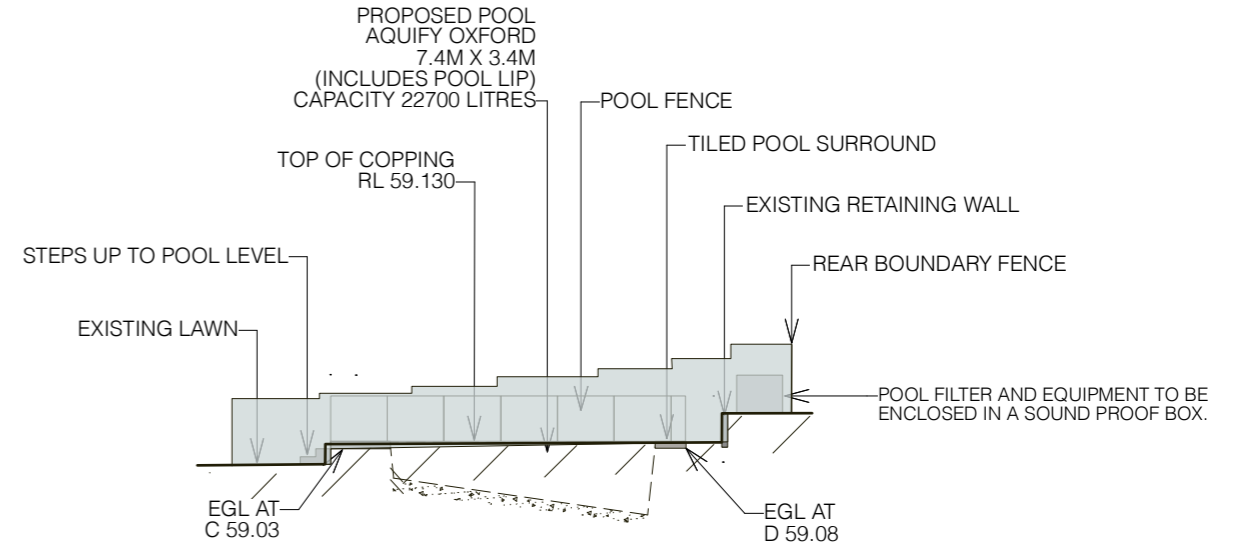 PROPOSED POOL
AQUIFY OXFORD
7.4M X 3.4M
(INCLUDES POOL LIP)
CAPACITY 22700 LITRES
POOL FENCE
TILED POOL SURROUND
TOP OF COPPING
RL 59.130
EXISTING RETAINING WALL
STEPS UP TO POOL LEVEL
REAR BOUNDARY FENCE
EXISTING LAWN
POOL FILTER AND EQUIPMENT TO BE
ENCLOSED IN A SOUND PROOF BOX.
EGL AT
C 59.03
EGL AT
D 59.08